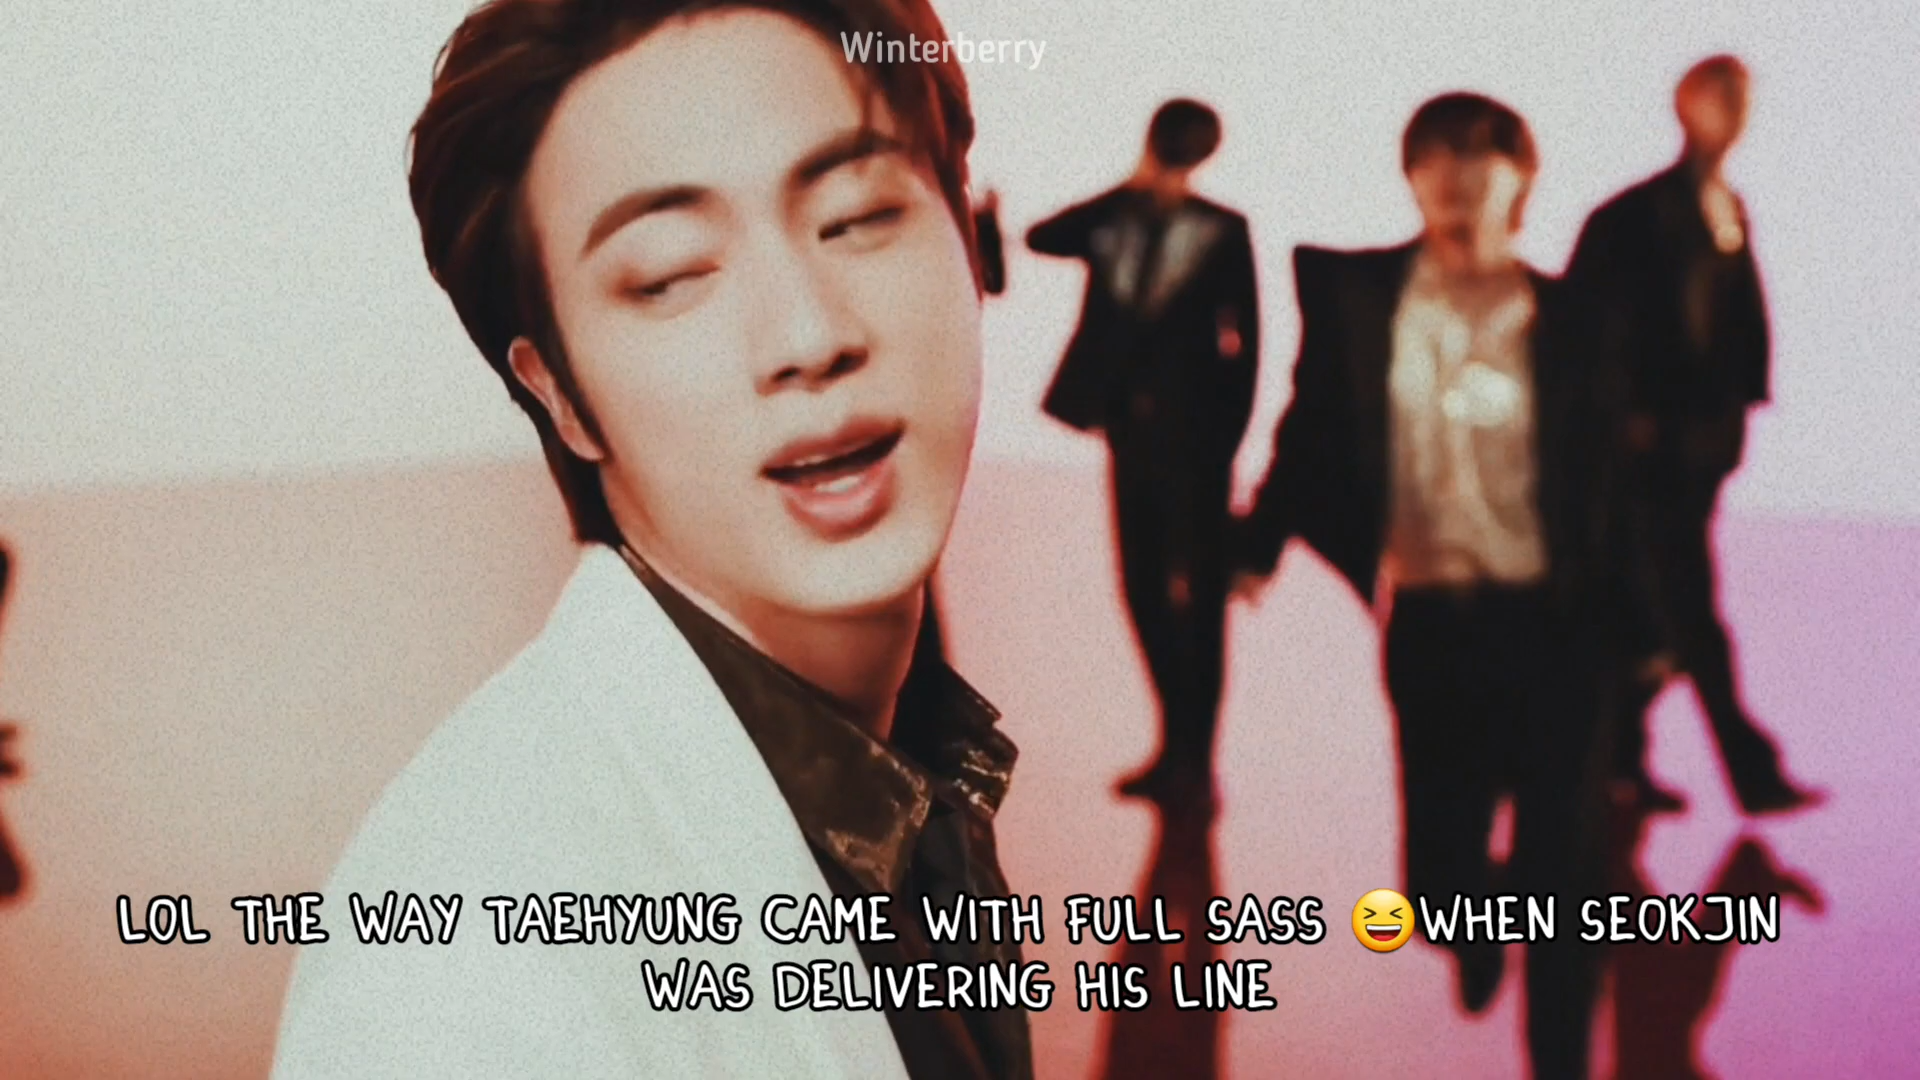 Winterberry
LOL THE WAY TAEHYUNG CAME WITH FULL SASS 😆WHEN SEOKJIN
WAS DELIVERING HIS LINE